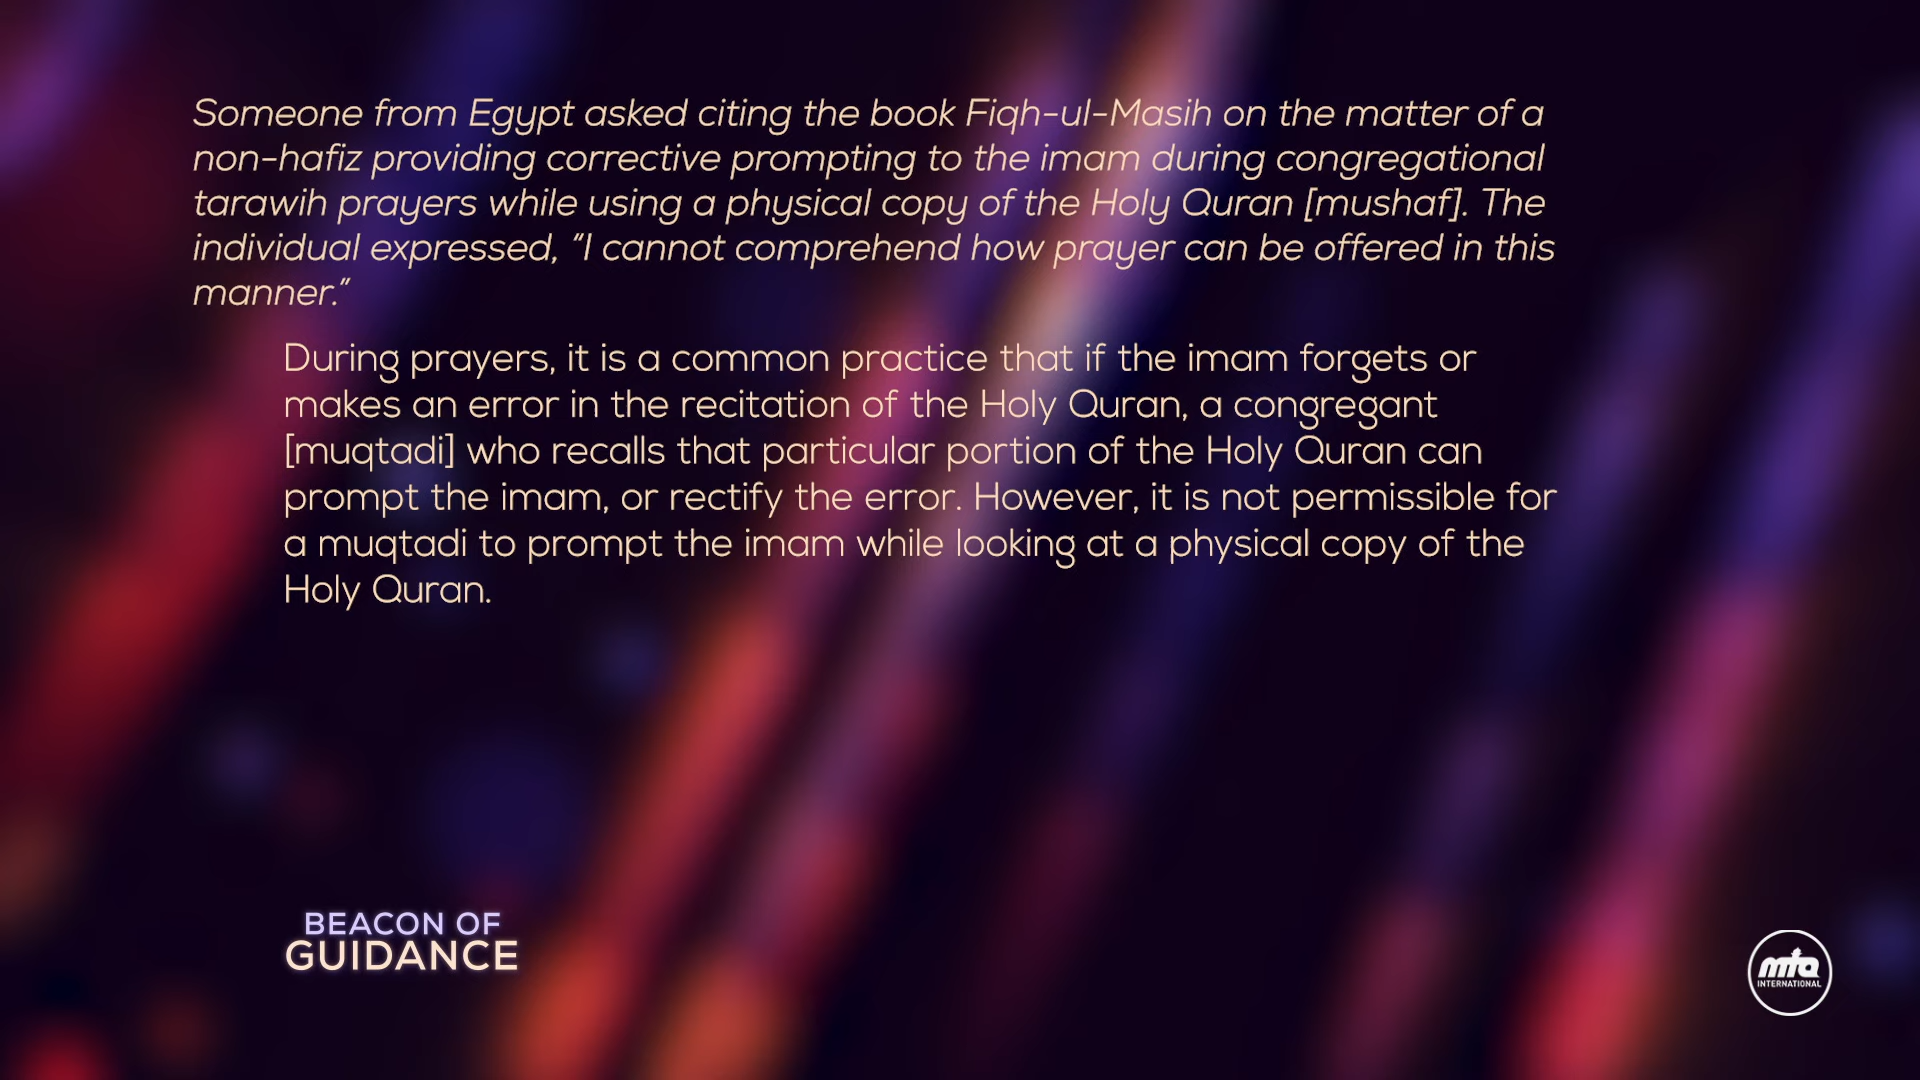 Someone from Egypt asked citing the book Fiqh-ul-Masih on the matter of a
non-hafiz providing corrective prompting to the imam during congregational
tarawih prayers while using a physical copy of the Holy Quran [mushaf]. The
individual expressed, “I cannot comprehend how prayer can be offered in this
manner.”
During prayers, it is a common practice that if the imam forgets or
makes an error in the recitation of the Holy Quran, a congregant
[muqtadi] who recalls that particular portion of the Holy Quran can
prompt the imam, or rectify the error. However, it is not permissible for
a muqtadi to prompt the imam while looking at a physical copy of the
Holy Quran.
BEACON OF
GUIDANCE
mta
INTERNATIONAL